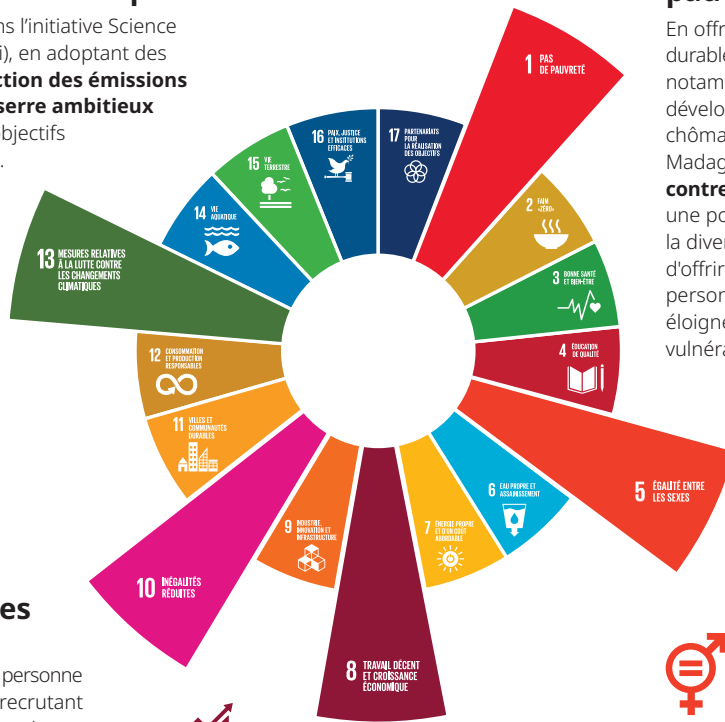 ns l'initiative Science
i), en adoptant des
ction des émissions
serre ambitieux
bjectifs
En offr
durable
notam
dévelo
chôma
Madag
contre
une po
la diver
d'offrir
person
éloigne
vulnéra
1 PAS
DE PAUVRETÉ
2 FAIM
«ZÉRO»
3 BONNE SANTÉ
ET BIEN-ÊTRE
4 ÉDUCATION
DE QUALITÉ
5 ÉGALITÉ ENTRE
LES SEXES
6 EAU PROPRE ET
ASSAINISSEMENT
7 ÉNERGIE PROPRE
ET D'UN COÛT
ABORDABLE
8 TRAVAIL DÉCENT
ET CROISSANCE
ÉCONOMIQUE
9 INDUSTRIE,
INNOVATION ET
INFRASTRUCTURE
10 INÉGALITÉS
RÉDUITES
11 VILLES ET
COMMUNAUTÉS
DURABLES
12 CONSOMMATION
ET PRODUCTION
RESPONSABLES
13 MESURES RELATIVES
À LA LUTTE CONTRE
LES CHANGEMENTS
CLIMATIQUES
14 VIE
AQUATIQUE
15 VIE
TERRESTRE
16 PAIX, JUSTICE
ET INSTITUTIONS
EFFICACES
17 PARTENARIATS
POUR
LA RÉALISATION
DES OBJECTIFS
es
personne
recrutant